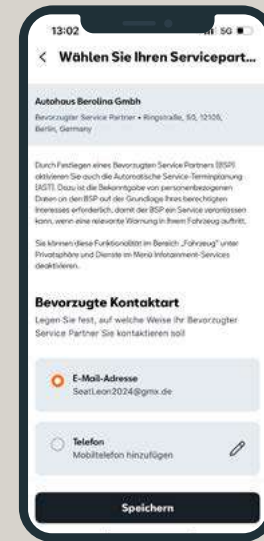 13:02
5G
Wählen Sie Ihren Servicepart...
Autohaus Berolina Gmbh
Bevorzugter Service Partner • Ringstraße, 50, 12105,
Berlin, Germany
Durch Festlegen eines Bevorzugten Service Partners (BSP)
aktivieren Sie auch die Automatische Service-Terminplanung
(AST). Dazu ist die Bekanntgabe von personenbezogenen
Daten an den BSP auf der Grundlage Ihres berechtigten
Interesses erforderlich, damit der BSP ein Service veranlassen
kann, wenn eine relevante Warnung in Ihrem Fahrzeug auftritt.
Sie können diese Funktionalität im Bereich „Fahrzeug" unter
Privatsphäre und Dienste im Menü Infotainment-Services
deaktivieren.
Bevorzugte Kontaktart
Legen Sie fest, auf welche Weise Ihr Bevorzugter
Service Partner Sie kontaktieren soll
E-Mail-Adresse
SeatLeon2024@gmx.de
Telefon
Mobiltelefon hinzufügen
Speichern